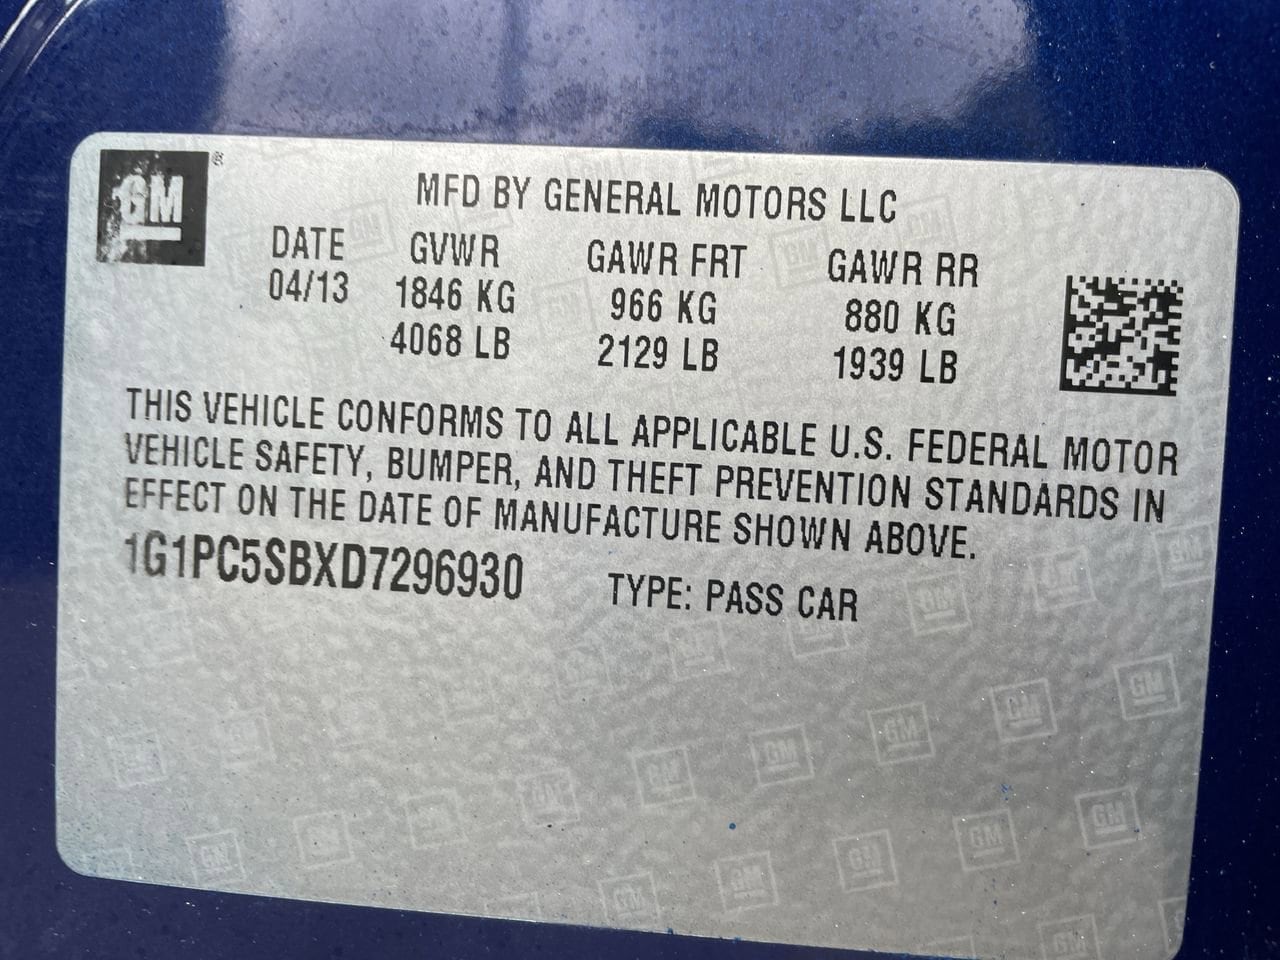 GM®
MFD BY GENERAL MOTORS LLC
DATE GVWR GAWR FRT GAWR RR
04/13 1846 KG 966 KG 880 KG
4068 LB 2129 LB 1939 LB
THIS VEHICLE CONFORMS TO ALL APPLICABLE U.S. FEDERAL MOTOR
VEHICLE SAFETY, BUMPER, AND THEFT PREVENTION STANDARDS IN
EFFECT ON THE DATE OF MANUFACTURE SHOWN ABOVE.
1G1PC5SBXD7296930 TYPE: PASS CAR